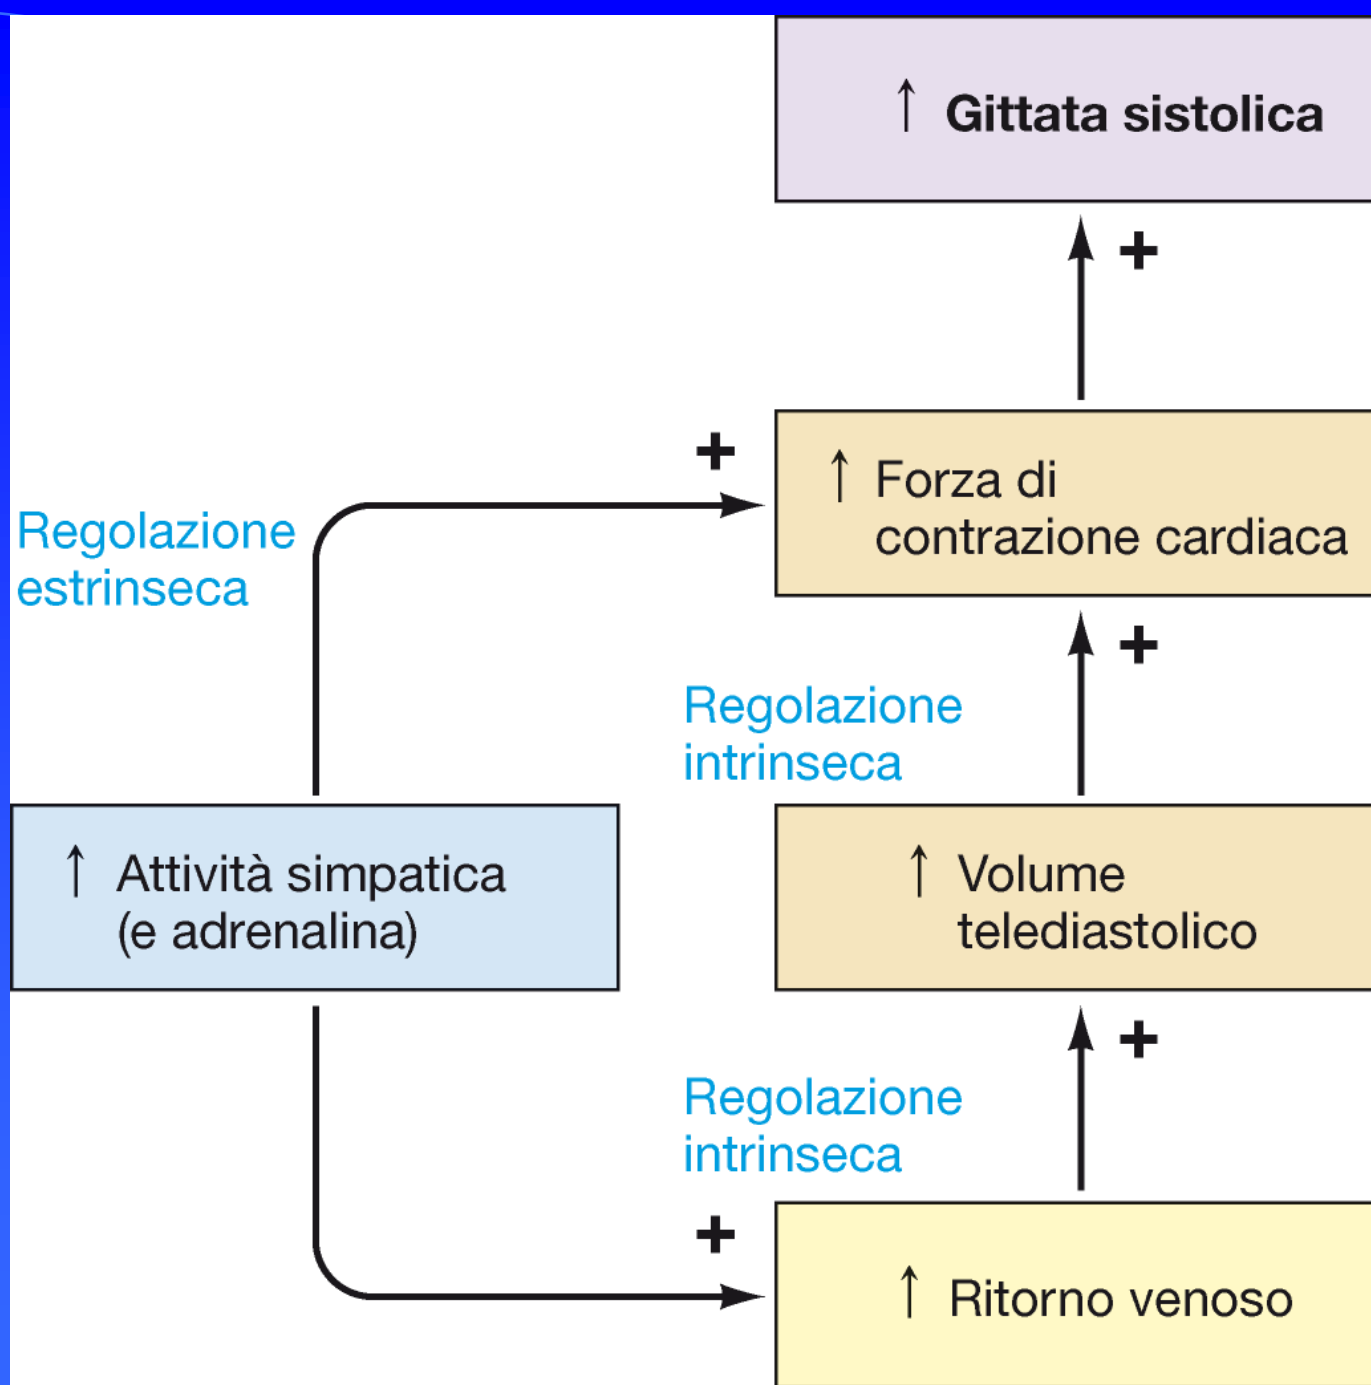 ↑ Gittata sistolica
+
+
↑ Forza di
contrazione cardiaca
Regolazione
estrinseca
+
Regolazione
intrinseca
↑ Attività simpatica
(e adrenalina)
↑ Volume
telediastolico
+
Regolazione
intrinseca
+
↑ Ritorno venoso